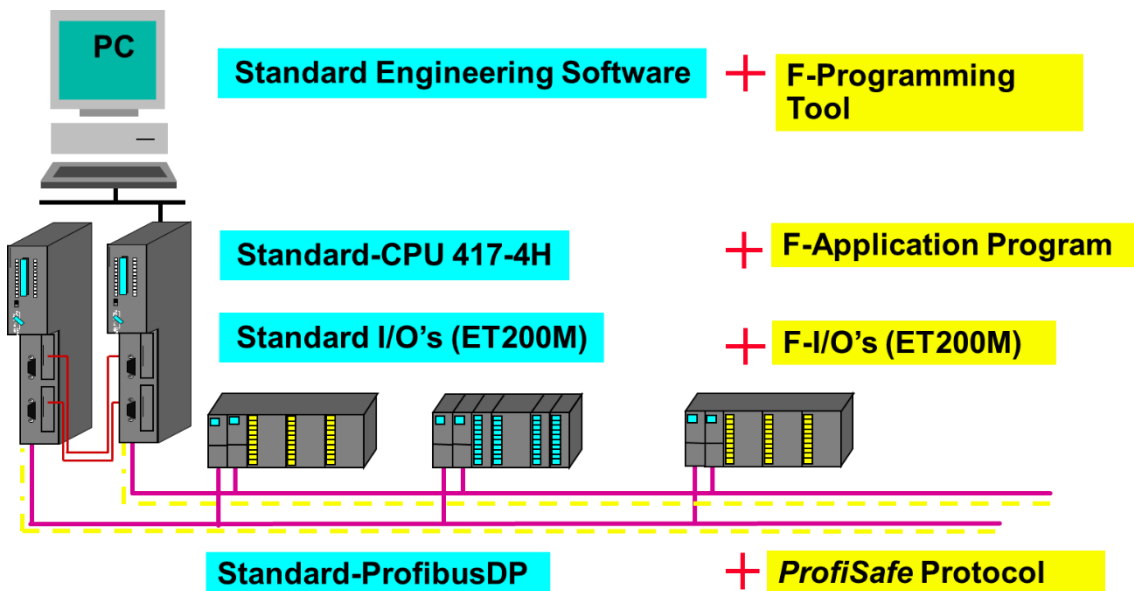 PC
Standard Engineering Software
F-Programming
Tool
Standard-CPU 417-4H
F-Application Program
Standard I/O’s (ET200M)
F-I/O’s (ET200M)
Standard-ProfibusDP
ProfiSafe Protocol